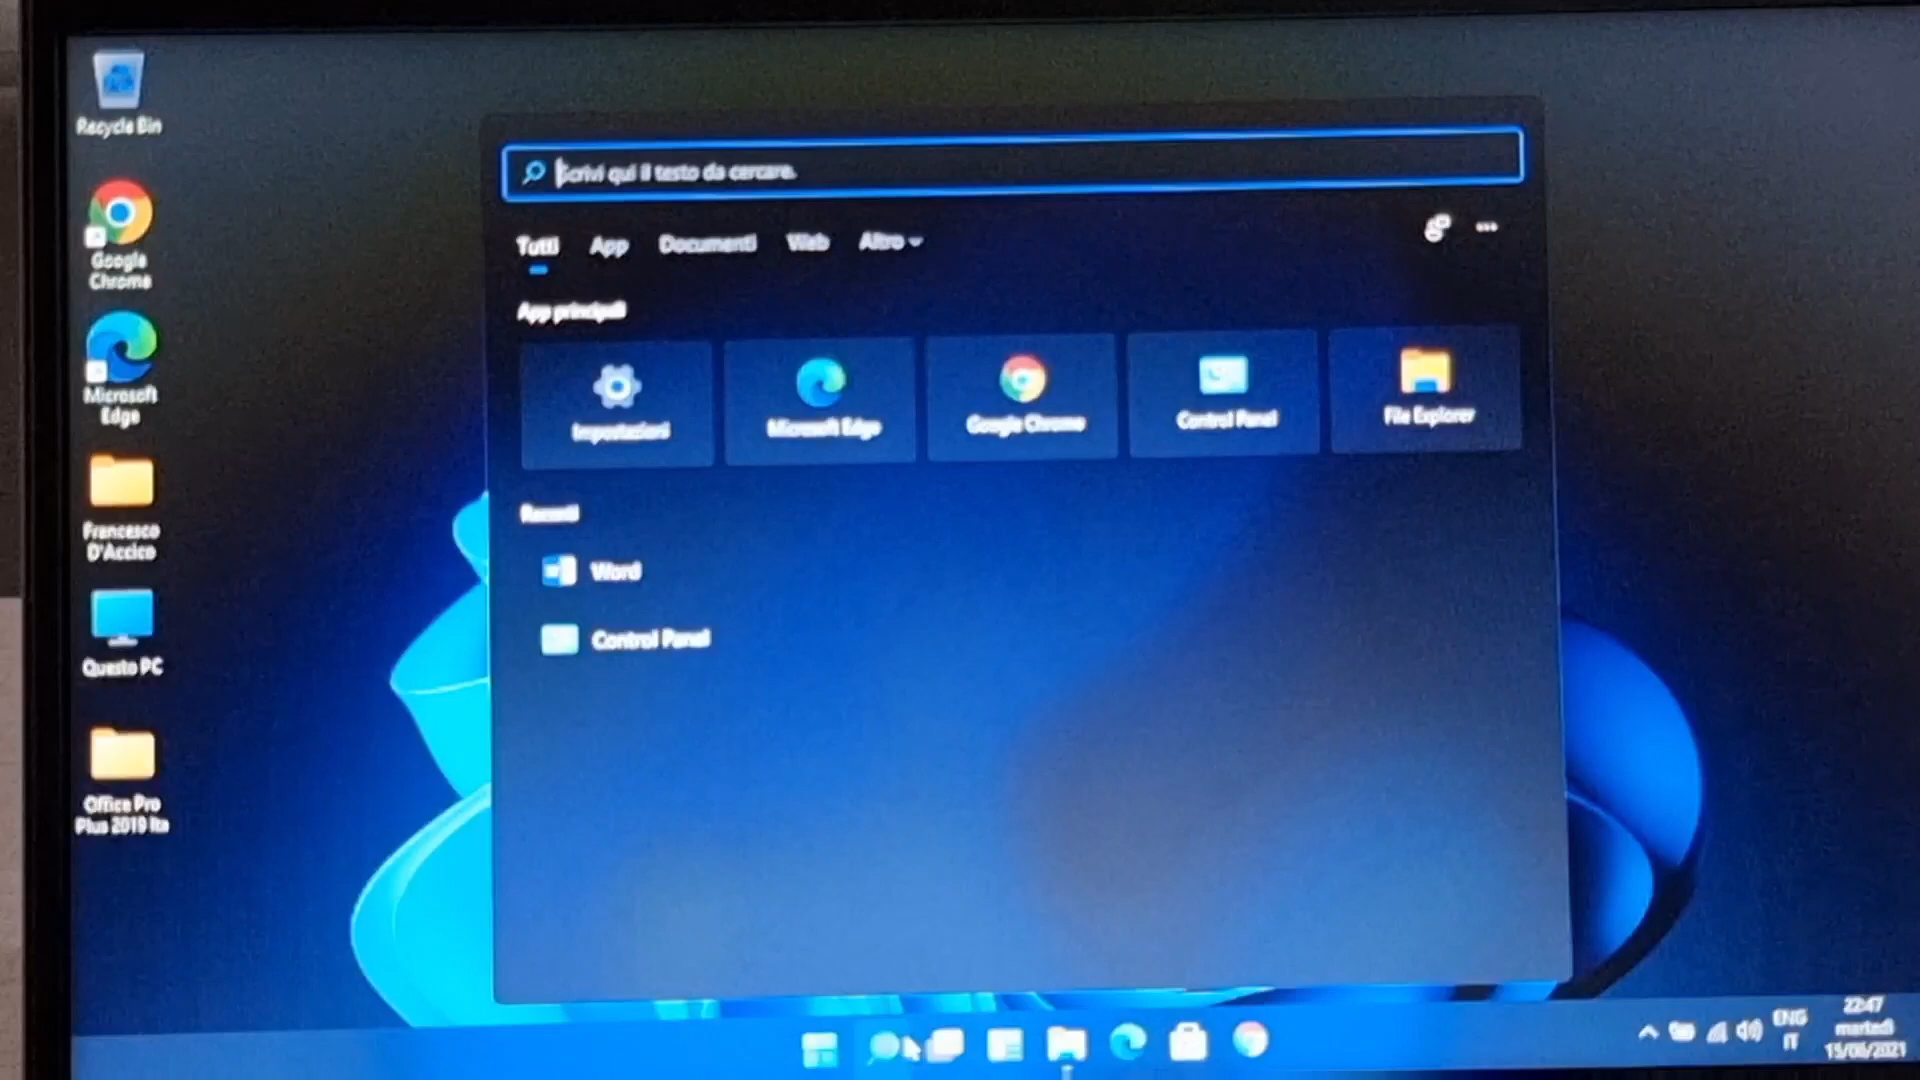 Recycle Bin
Google
Chrome
Microsoft
Edge
Francesco
D'Accico
Questo PC
Office Pro
Plus 2019 Ita
Scrivi qui il testo da cercare.
Tutti App Documenti Web Altro
App principali
Impostazioni Microsoft Edge Google Chrome Control Panel File Explorer
Recenti
Word
Control Panel
ENG
IT
22:47
martedì
15/06/2021